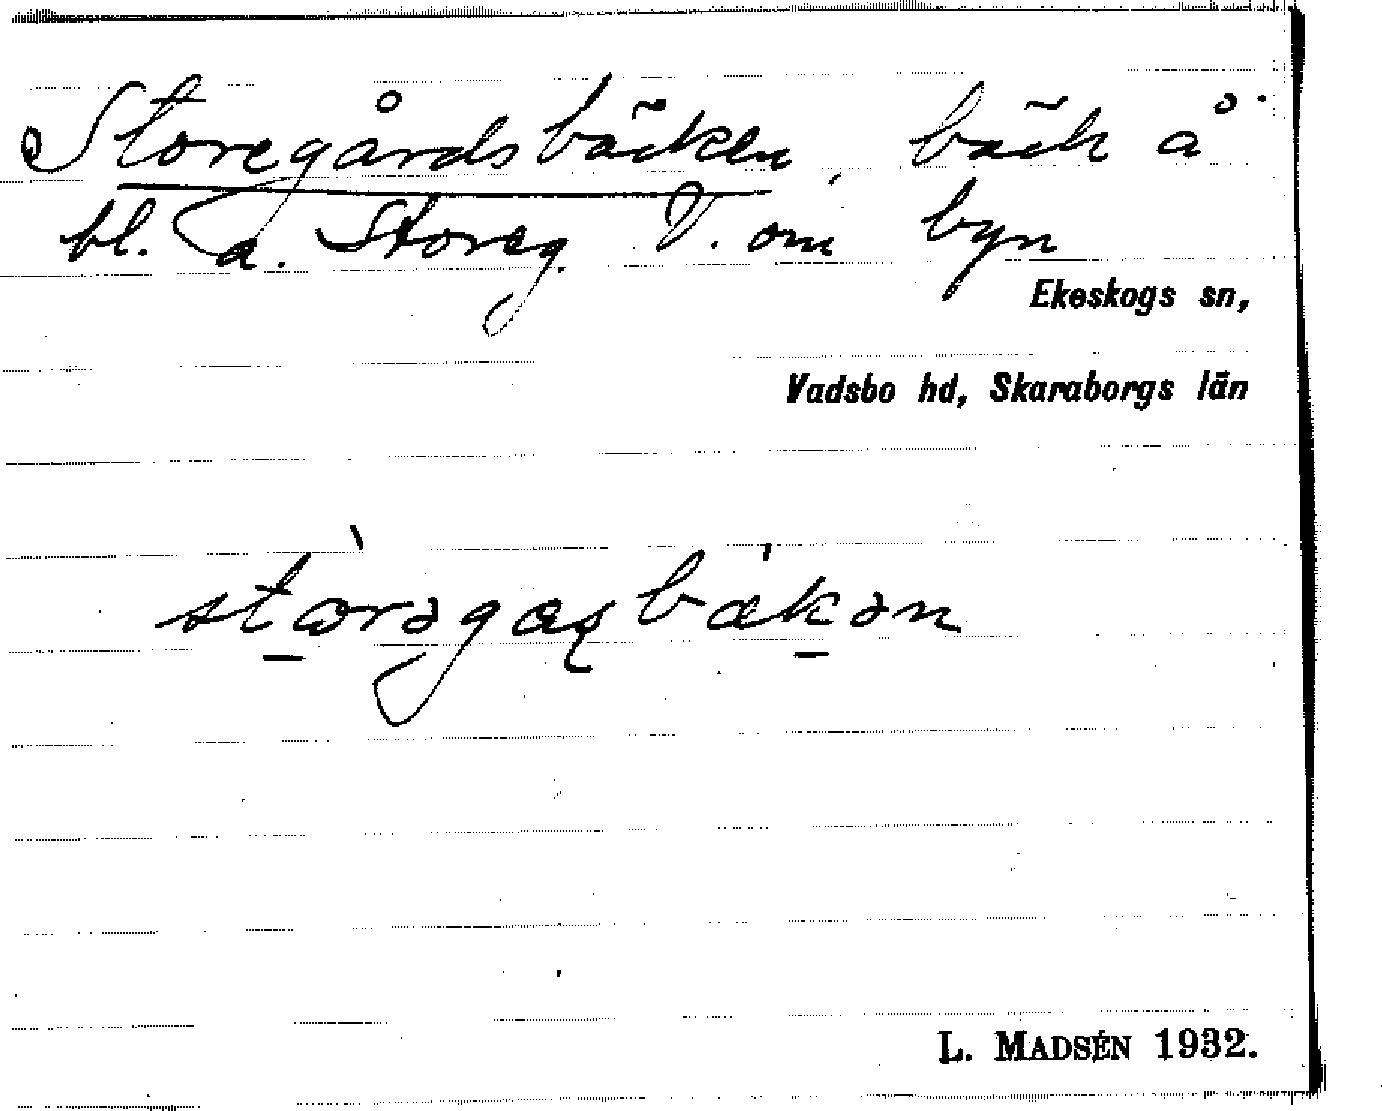 Storegårdsbäcken, bäck å
bl. a. Storeg. V. om byn
Ekeskogs sn,
Vadsbo hd, Skaraborgs län
L. MADSÉN 1932.